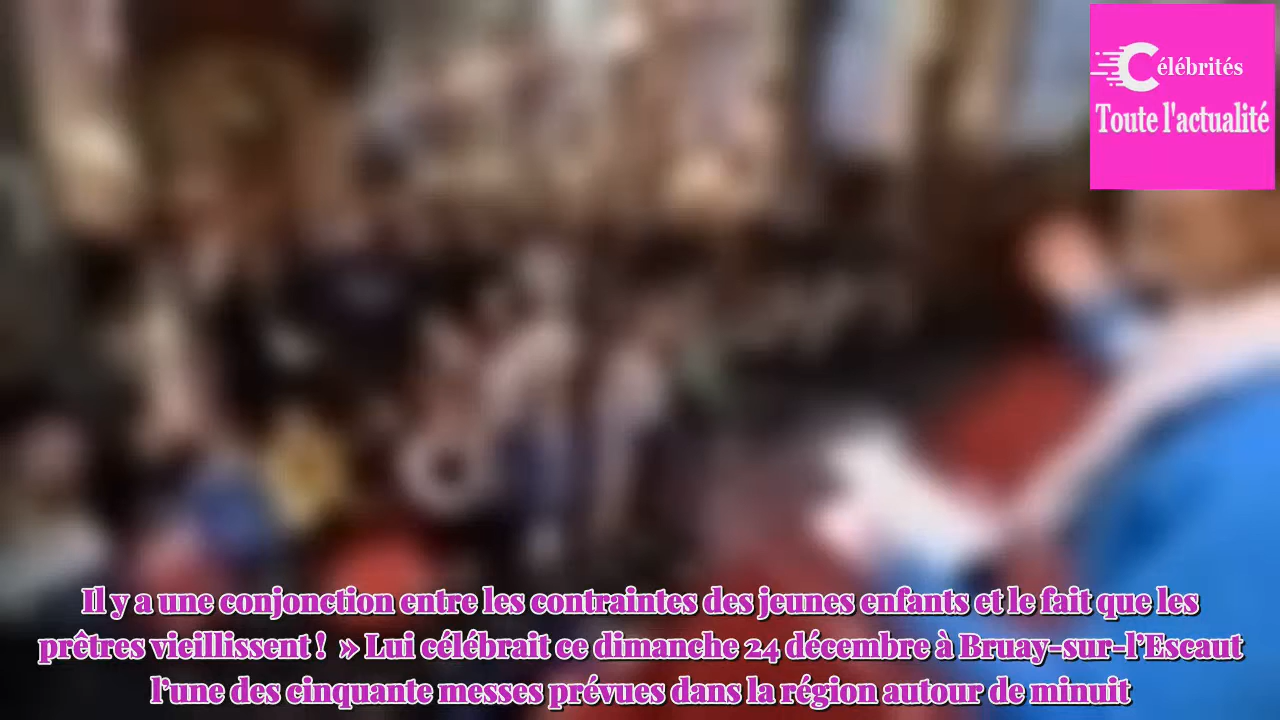 Célébrités
Toute l'actualité
Il y a une conjonction entre les contraintes des jeunes enfants et le fait que les
prêtres vieillissent ! » Lui célébrait ce dimanche 24 décembre à Bruay-sur-l’Escaut
l’une des cinquante messes prévues dans la région autour de minuit